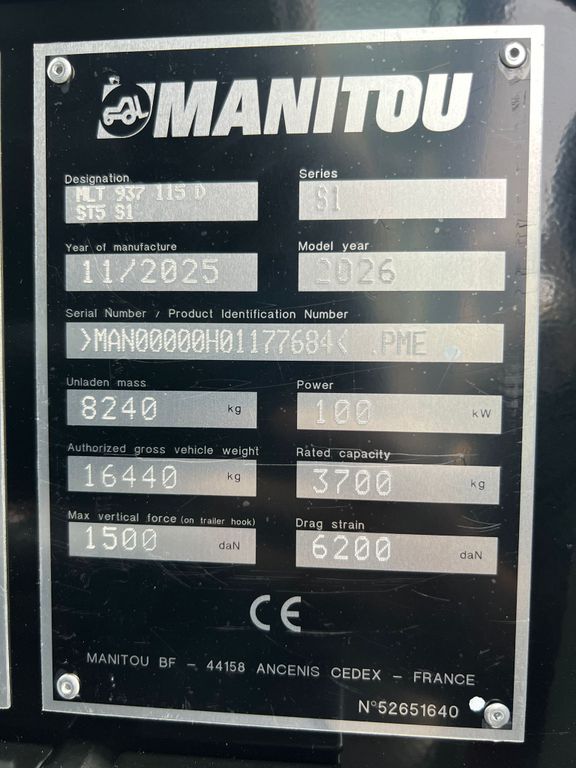 MANITOU
Designation
MLT 937 115 D
ST5 S1
Series
S1
Year of manufacture
11/2025
Model year
2026
Serial Number / Product Identification Number
>MAN00000H01177684< PME
Unladen mass
8240 kg
Power
100 kW
Authorized gross vehicle weight
16440 kg
Rated capacity
3700 kg
Max vertical force (on trailer hook)
1500 daN
Drag strain
6200 daN
CE
MANITOU BF - 44158 ANCENIS CEDEX - FRANCE
N°52651640